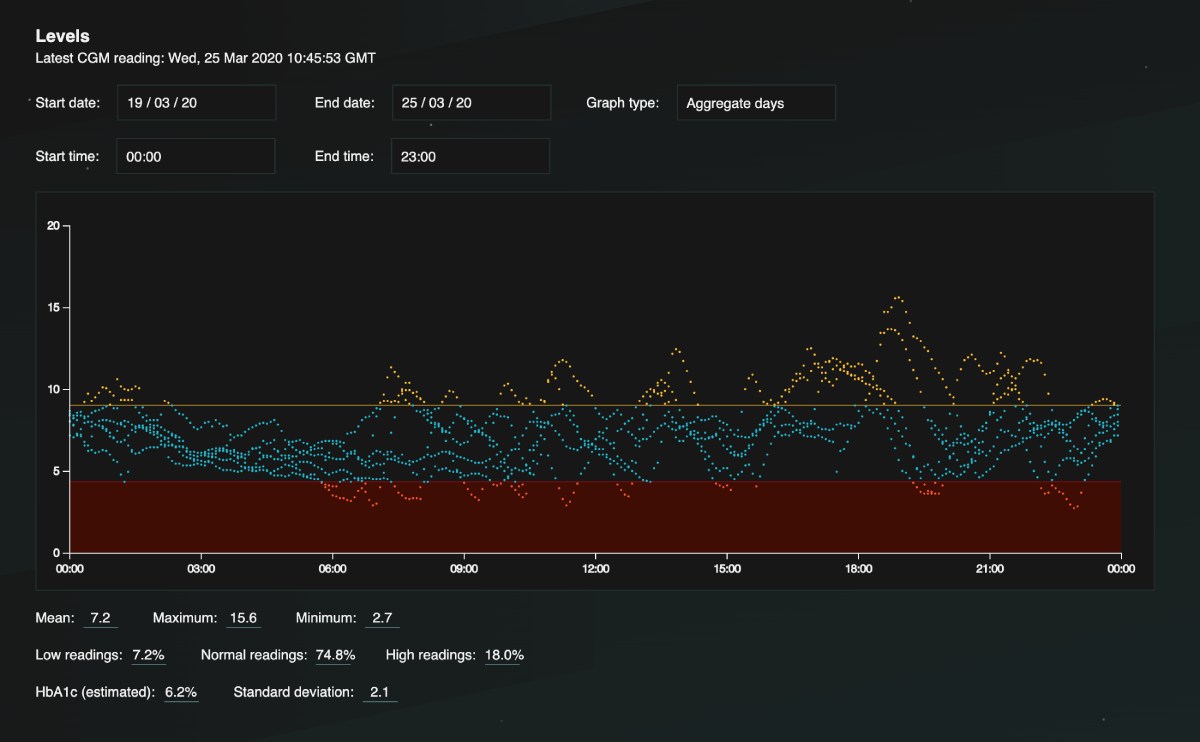 Levels
Latest CGM reading: Wed, 25 Mar 2020 10:45:53 GMT
Start date: 19 / 03 / 20 End date: 25 / 03 / 20 Graph type: Aggregate days
Start time: 00:00 End time: 23:00
20
15
10
5
0
00:00 03:00 06:00 09:00 12:00 15:00 18:00 21:00 00:00
Mean: 7.2 Maximum: 15.6 Minimum: 2.7
Low readings: 7.2% Normal readings: 74.8% High readings: 18.0%
HbA1c (estimated): 6.2% Standard deviation: 2.1